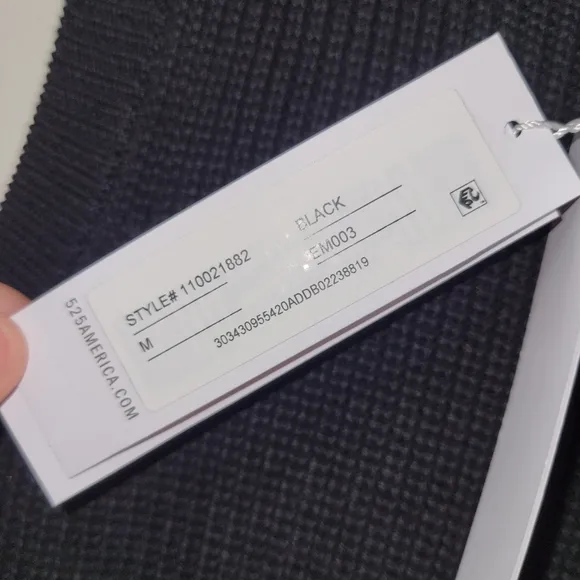 STYLE# 110021882
BLACK
M
EM003
303430955420ADDB02238819
525AMERICA.COM